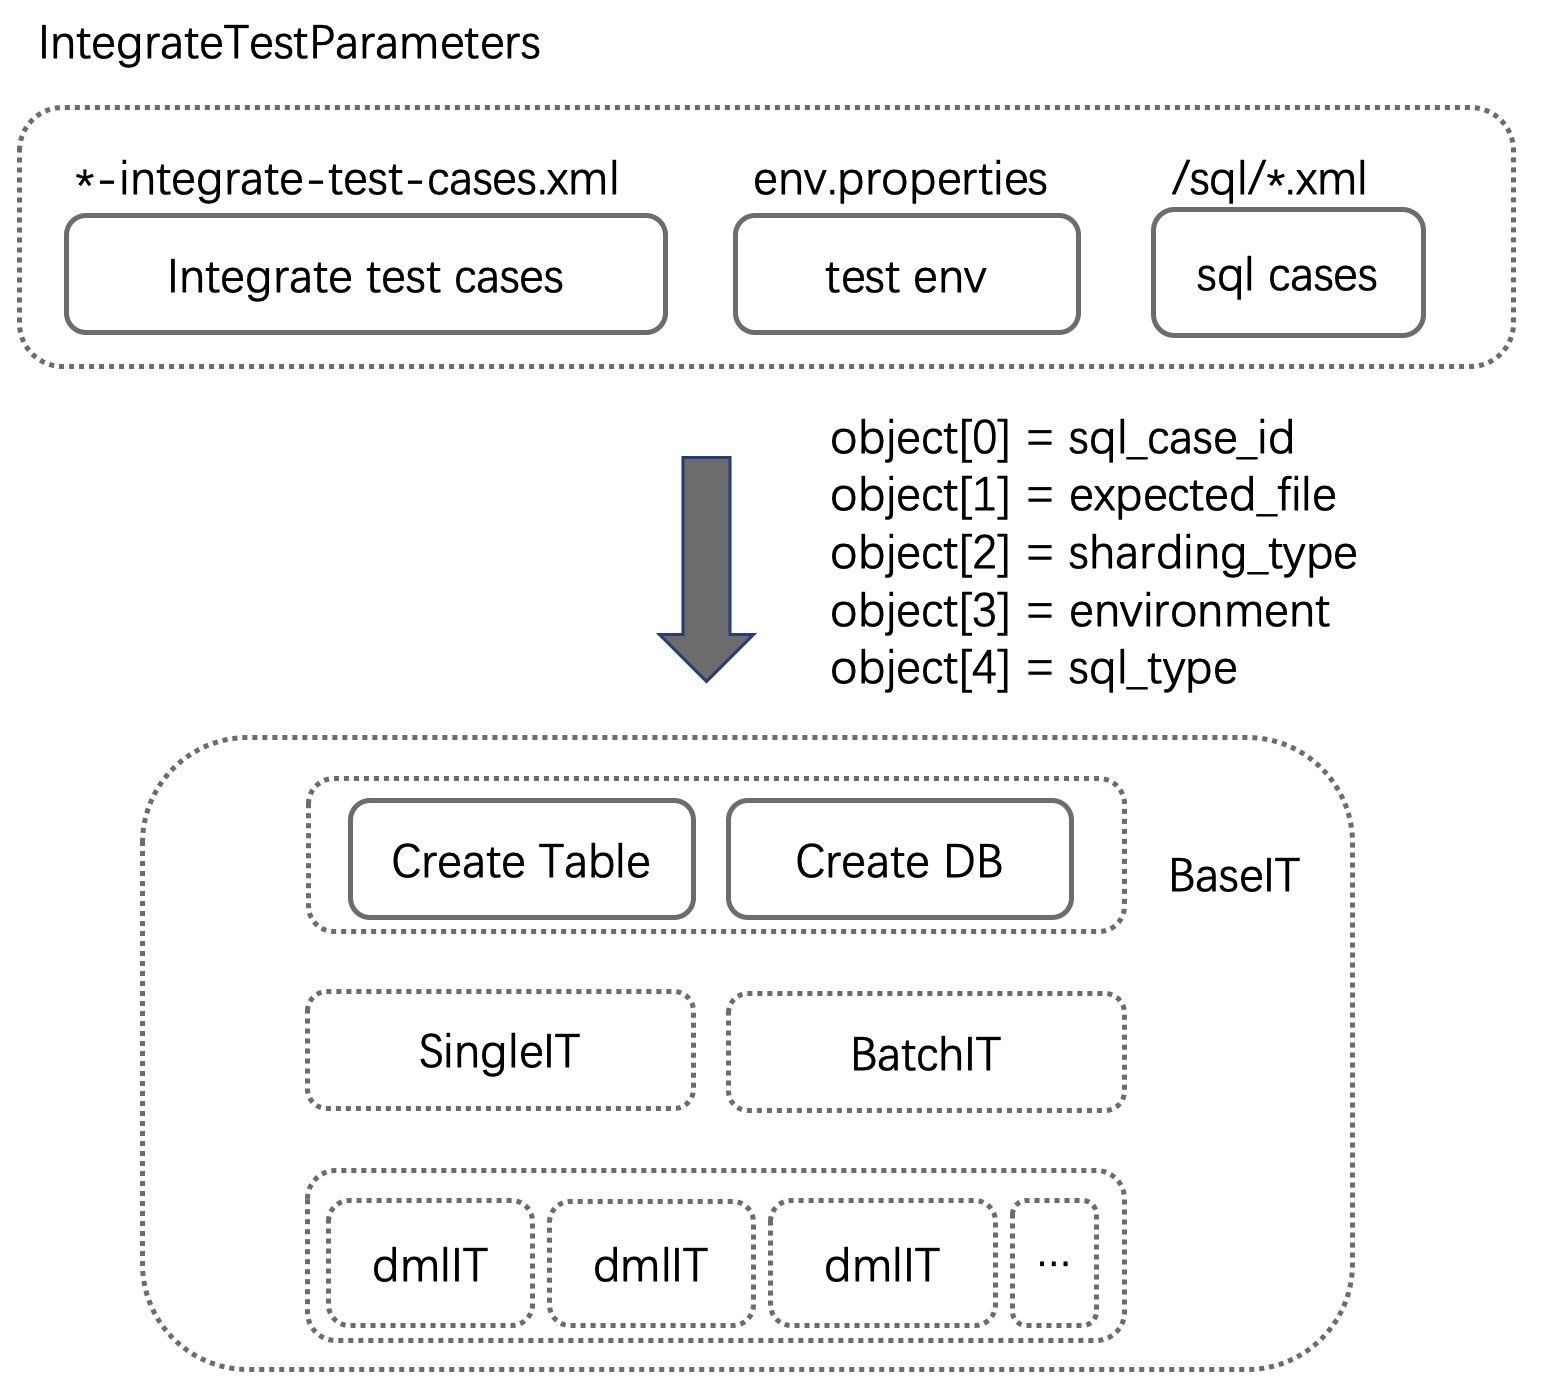 IntegrateTestParameters
*-integrate-test-cases.xml
env.properties
/sql/*.xml
Integrate test cases
test env
sql cases
object[0] = sql_case_id
object[1] = expected_file
object[2] = sharding_type
object[3] = environment
object[4] = sql_type
Create Table
Create DB
BaseIT
SingleIT
BatchIT
dmlIT
dmlIT
dmlIT
...